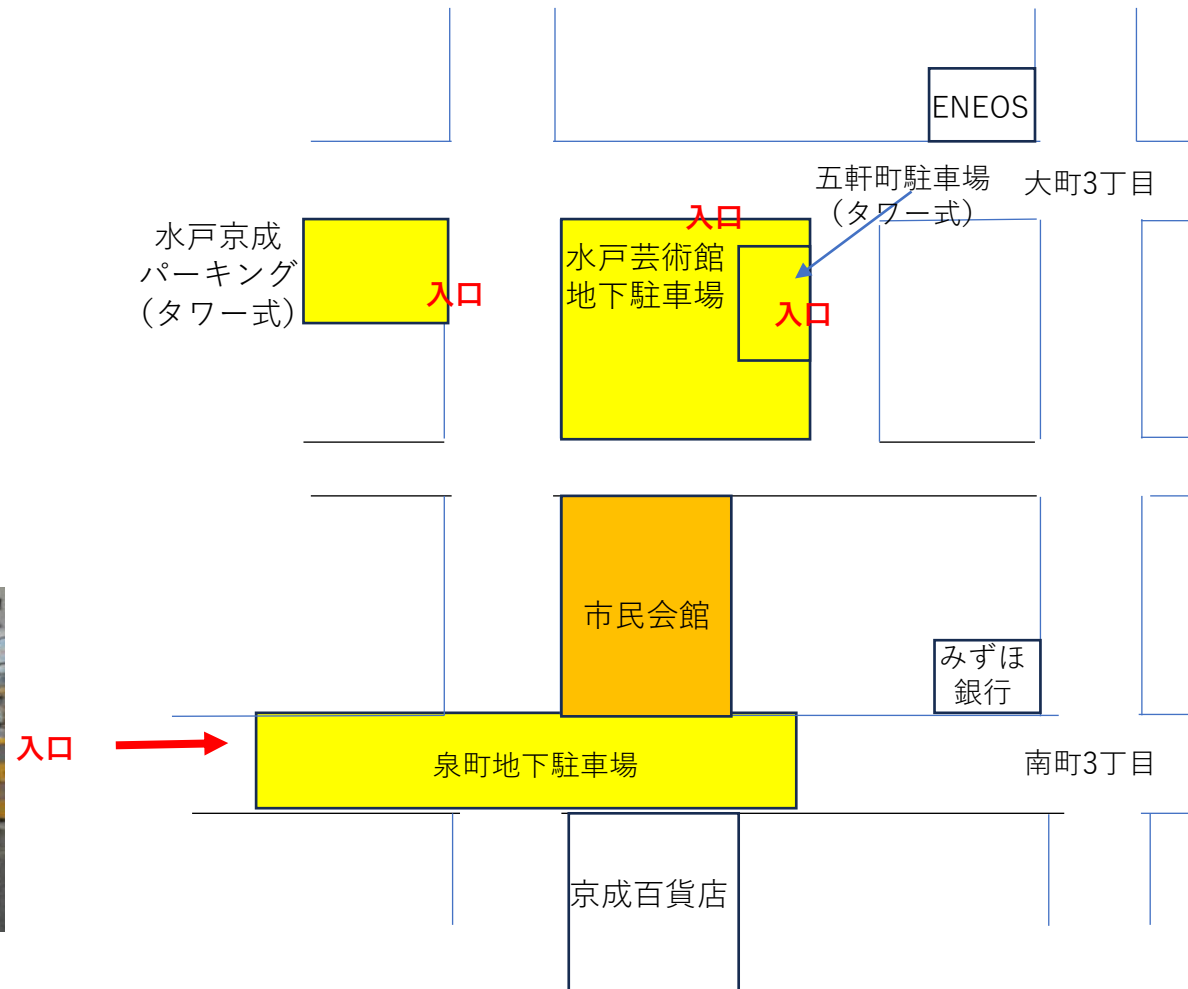 ENEOS
五軒町駐車場
（タワー式）
大町3丁目
水戸京成
パーキング
（タワー式）
入口
入口
水戸芸術館
地下駐車場
入口
市民会館
みずほ
銀行
入口
泉町地下駐車場
南町3丁目
京成百貨店